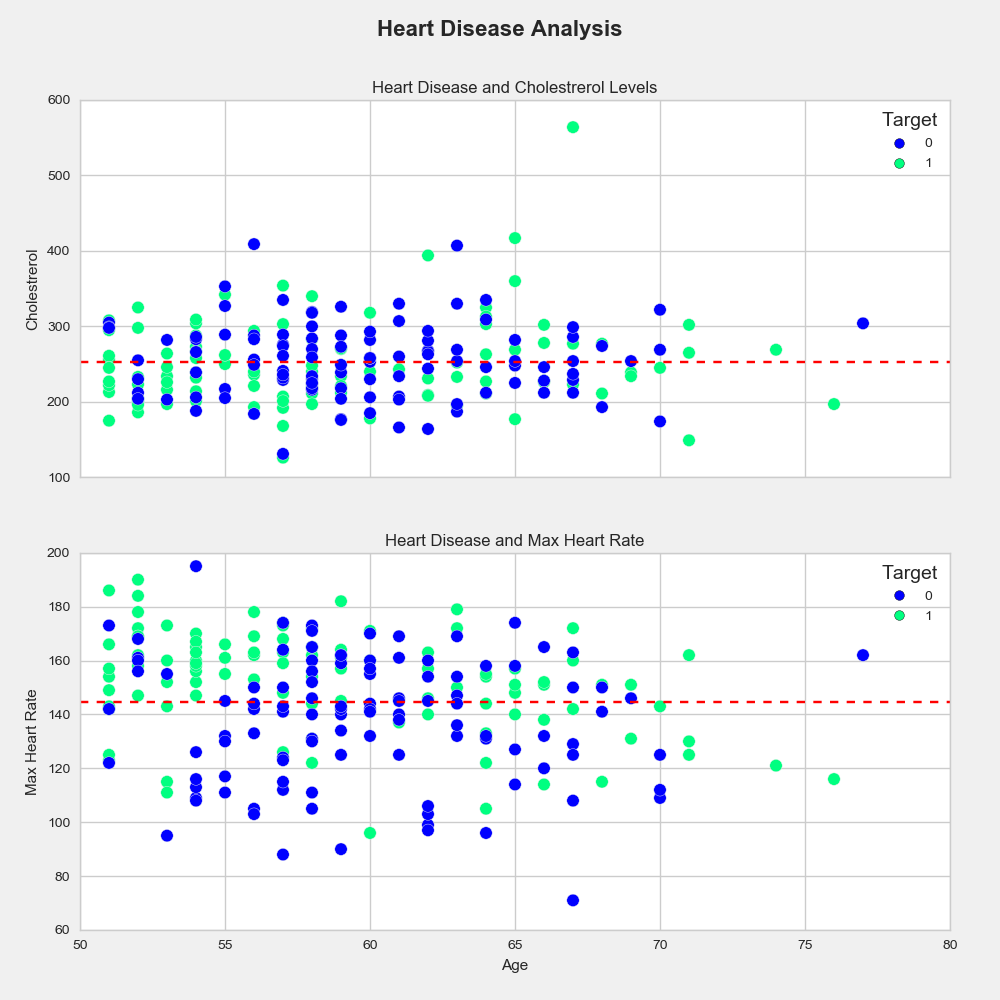 Heart Disease Analysis
Heart Disease and Cholestrerol Levels
600
500
400
300
200
100
Cholestrerol
Target
0
1
Heart Disease and Max Heart Rate
200
180
160
140
120
100
80
60
Max Heart Rate
Target
0
1
50 55 60 65 70 75 80
Age